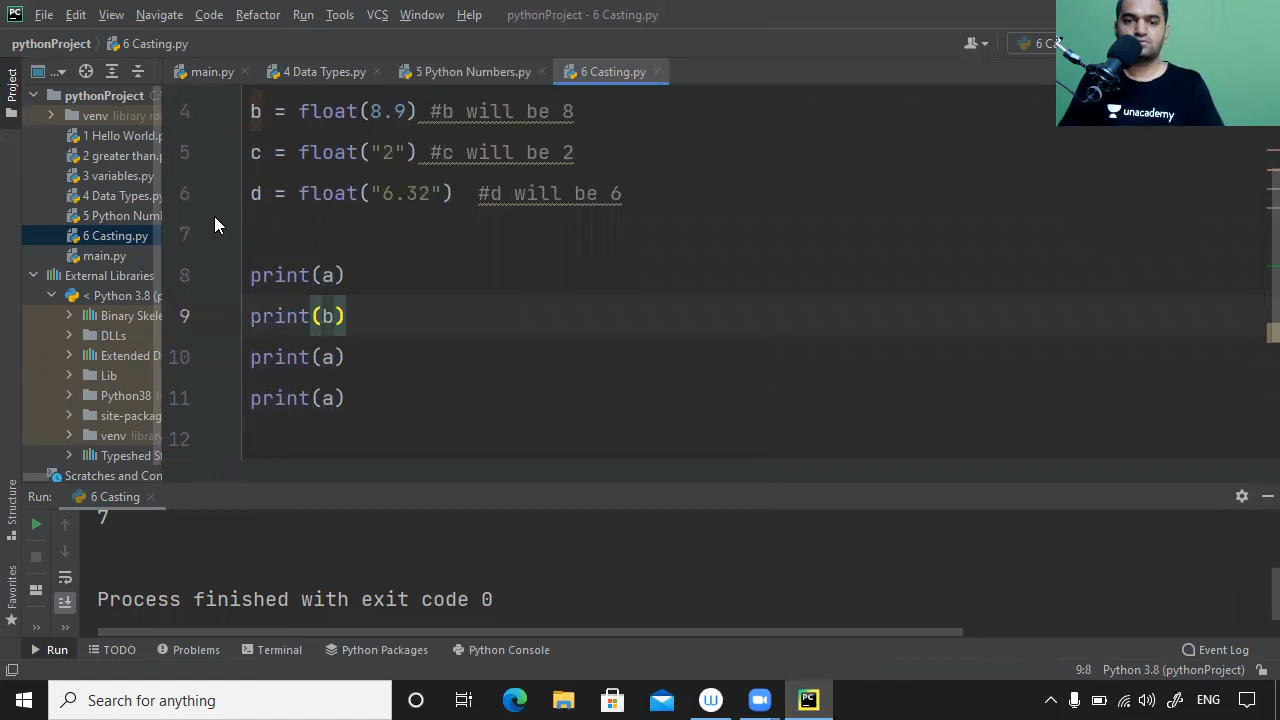 File Edit View Navigate Code Refactor Run Tools VCS Window Help pythonProject - 6 Casting.py
pythonProject 6 Casting.py
main.py 4 Data Types.py 5 Python Numbers.py 6 Casting.py
Project
pythonProject
venv library
1 Hello World.
2 greater than.
3 variables.py
4 Data Types.py
5 Python Num
6 Casting.py
main.py
External Libraries
< Python 3.8 (p
Binary Skele
DLLs
Extended D
Lib
Python38
site-packag
venv library
Typeshed St
Scratches and Con
4 b = float(8.9) #b will be 8
5 c = float("2") #c will be 2
6 d = float("6.32") #d will be 6
7
8 print(a)
9 print(b)
10 print(a)
11 print(a)
12
unacademy
Structure
Favorites
Run: 6 Casting
7
Process finished with exit code 0
Run TODO Problems Terminal Python Packages Python Console Event Log
9:8 Python 3.8 (pythonProject)
Search for anything
ENG